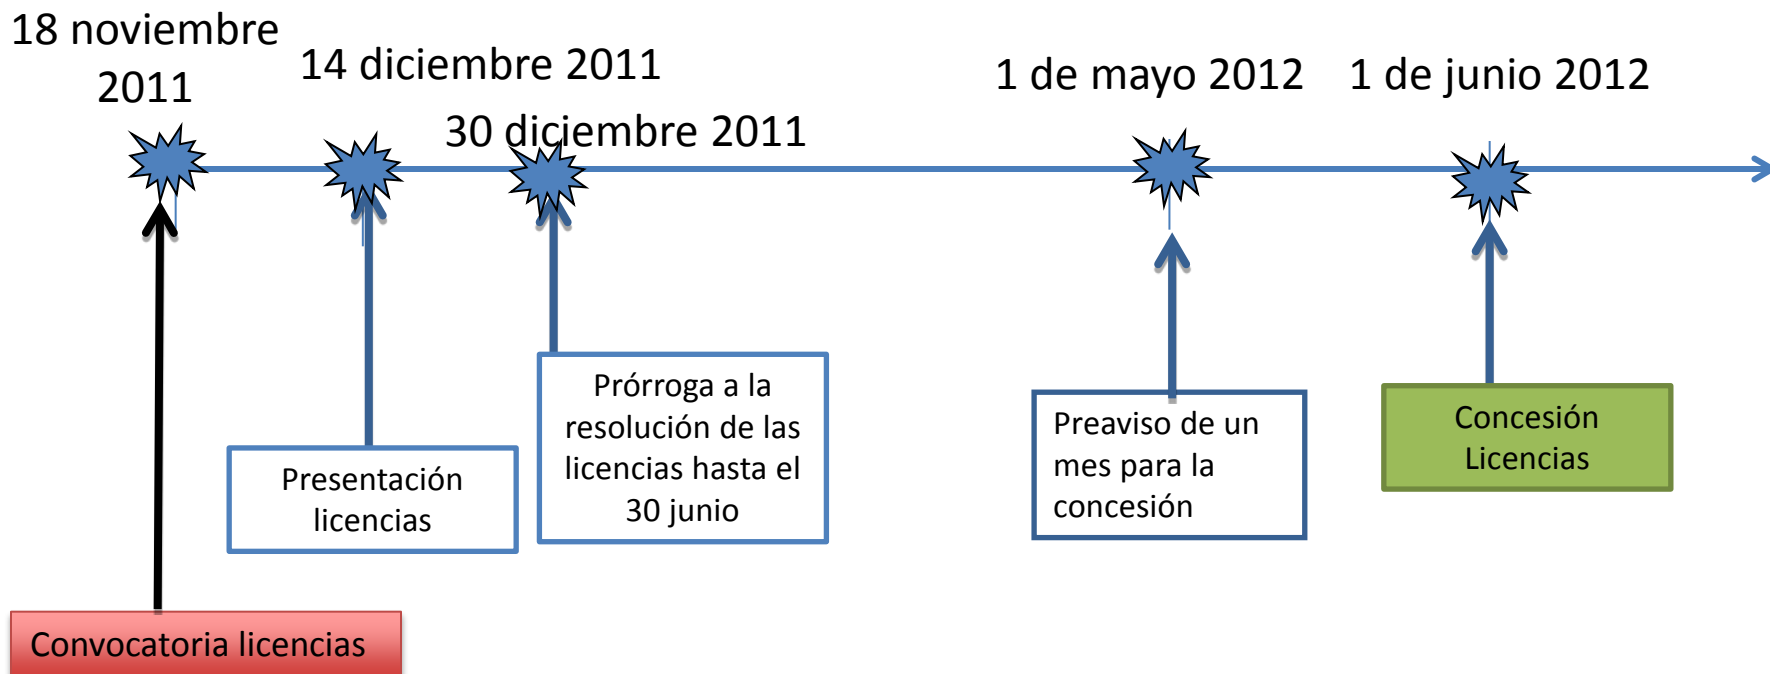 18 noviembre
2011
14 diciembre 2011
30 diciembre 2011
1 de mayo 2012
1 de junio 2012
Presentación
licencias
Prórroga a la
resolución de las
licencias hasta el
30 junio
Preaviso de un
mes para la
concesión
Concesión
Licencias
Convocatoria licencias